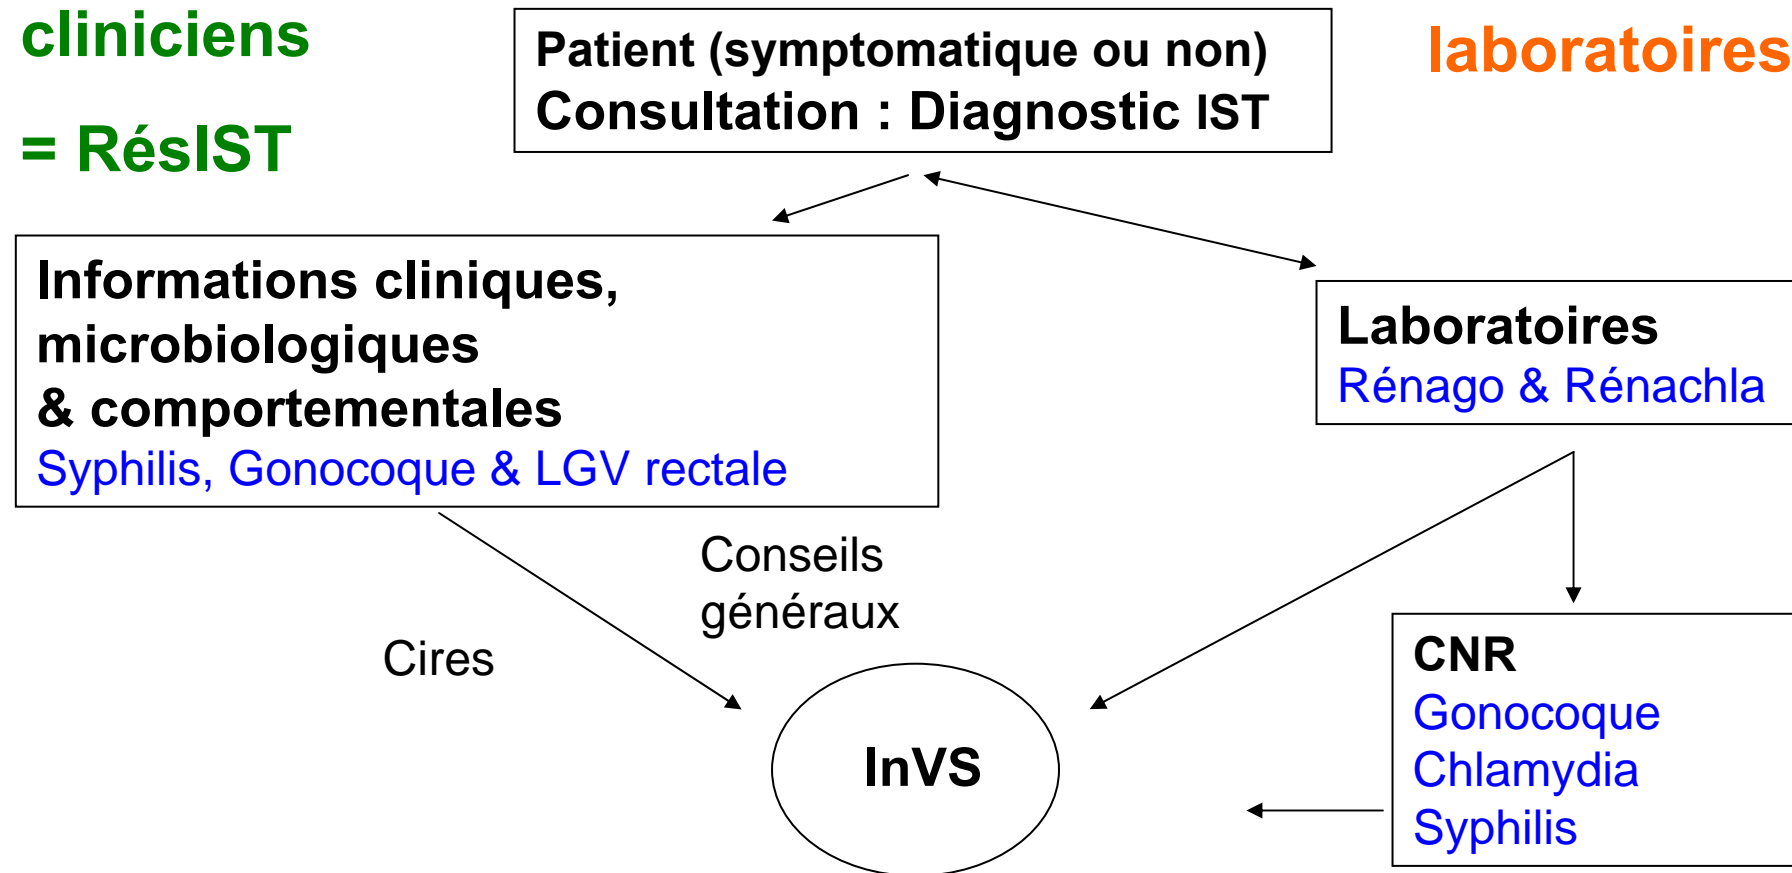 cliniciens
= RésIST
Patient (symptomatique ou non)
Consultation : Diagnostic IST
laboratoires
Informations cliniques,
microbiologiques
& comportementales
Syphilis, Gonocoque & LGV rectale
Laboratoires
Rénago & Rénachla
Conseils
généraux
Cires
InVS
CNR
Gonocoque
Chlamydia
Syphilis